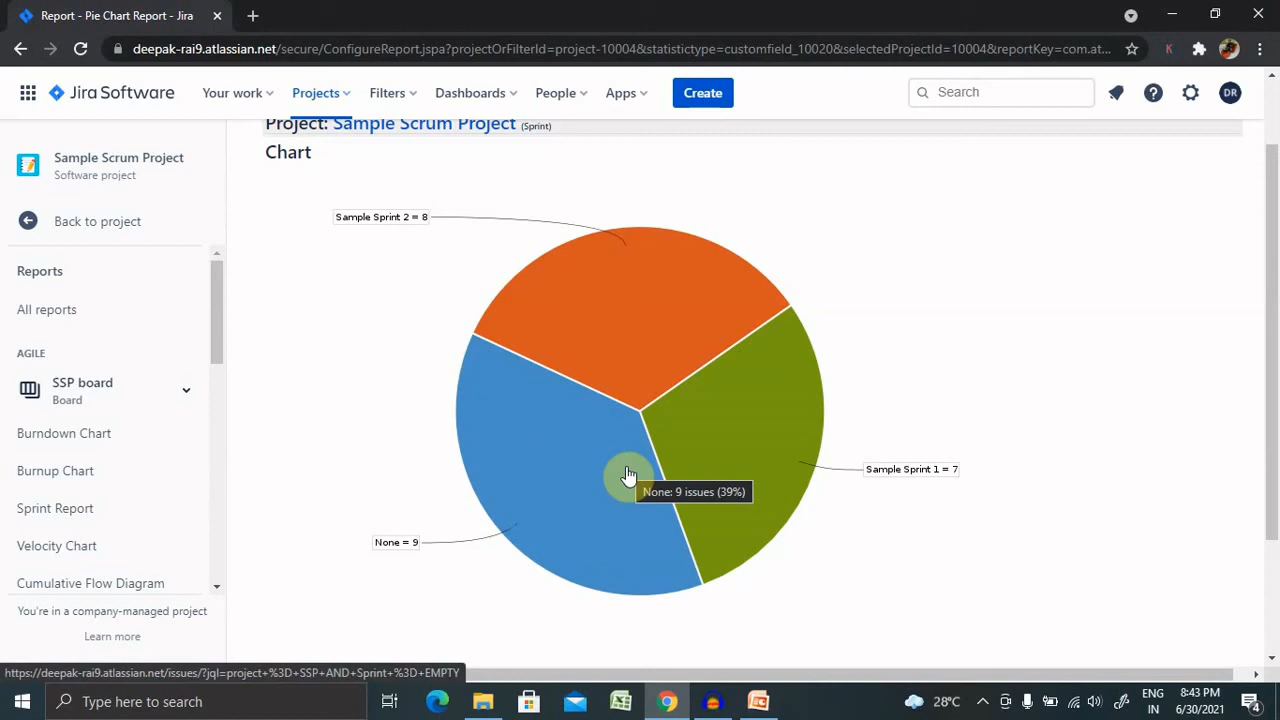 Report - Pie Chart Report - Jira
deepak-rai9.atlassian.net/secure/ConfigureReport.jspa?projectOrFilterId=project-10004&statistictype=customfield_10020&selectedProjectId=10004&reportKey=com.at...
K
Jira Software
Your work
Projects
Filters
Dashboards
People
Apps
Create
Search
DR
Project: Sample Scrum Project (Sprint)
Chart
Sample Scrum Project
Software project
Back to project
Reports
All reports
AGILE
SSP board
Board
Burndown Chart
Burnup Chart
Sprint Report
Velocity Chart
Cumulative Flow Diagram
You're in a company-managed project
Learn more
Sample Sprint 2 = 8
Sample Sprint 1 = 7
None: 9 issues (39%)
None = 9
https://deepak-rai9.atlassian.net/issues/?jql=project+%3D+SSP+AND+Sprint+%3D+EMPTY
Type here to search
28°C
ENG
IN
8:43 PM
6/30/2021
4